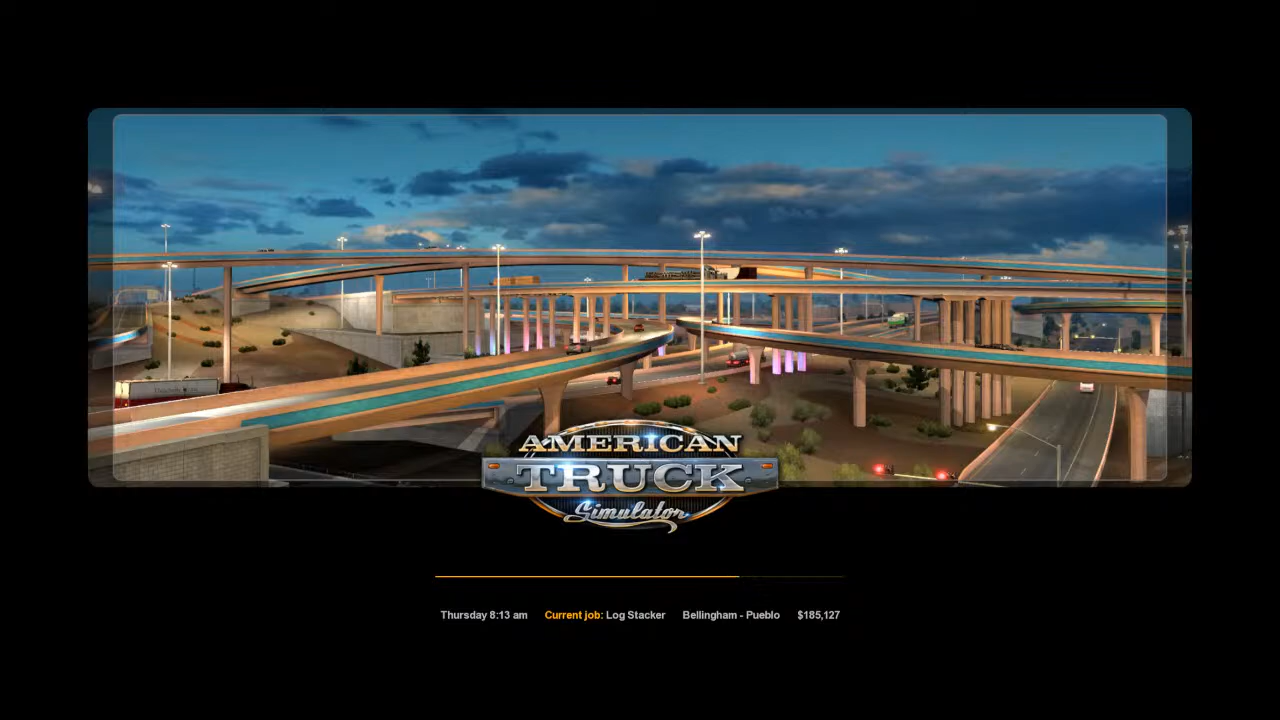 AMERICAN
TRUCK
Simulator
Thursday 8:13 am Current job: Log Stacker Bellingham - Pueblo $185,127